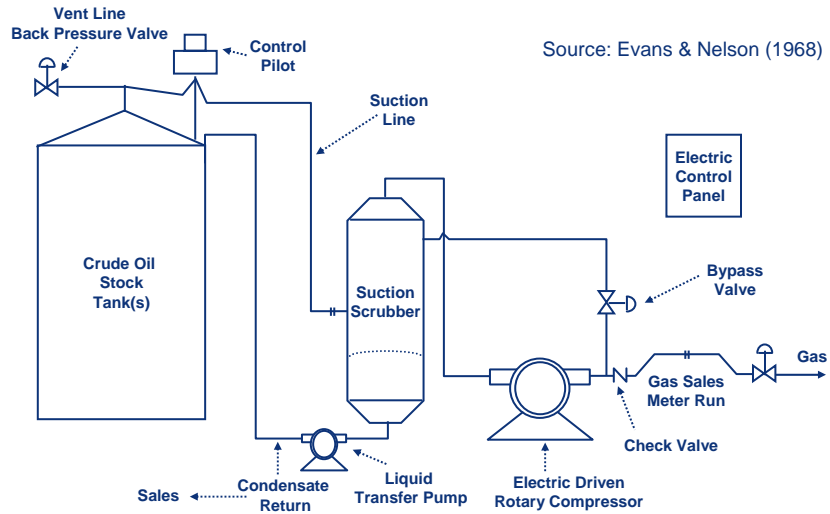 Vent Line
Back Pressure Valve
Control
Pilot
Source: Evans & Nelson (1968)
Suction
Line
Electric
Control
Panel
Crude Oil
Stock
Tank(s)
Suction
Scrubber
Bypass
Valve
Gas
Gas Sales
Meter Run
Check Valve
Sales
Condensate
Return
Liquid
Transfer Pump
Electric Driven
Rotary Compressor